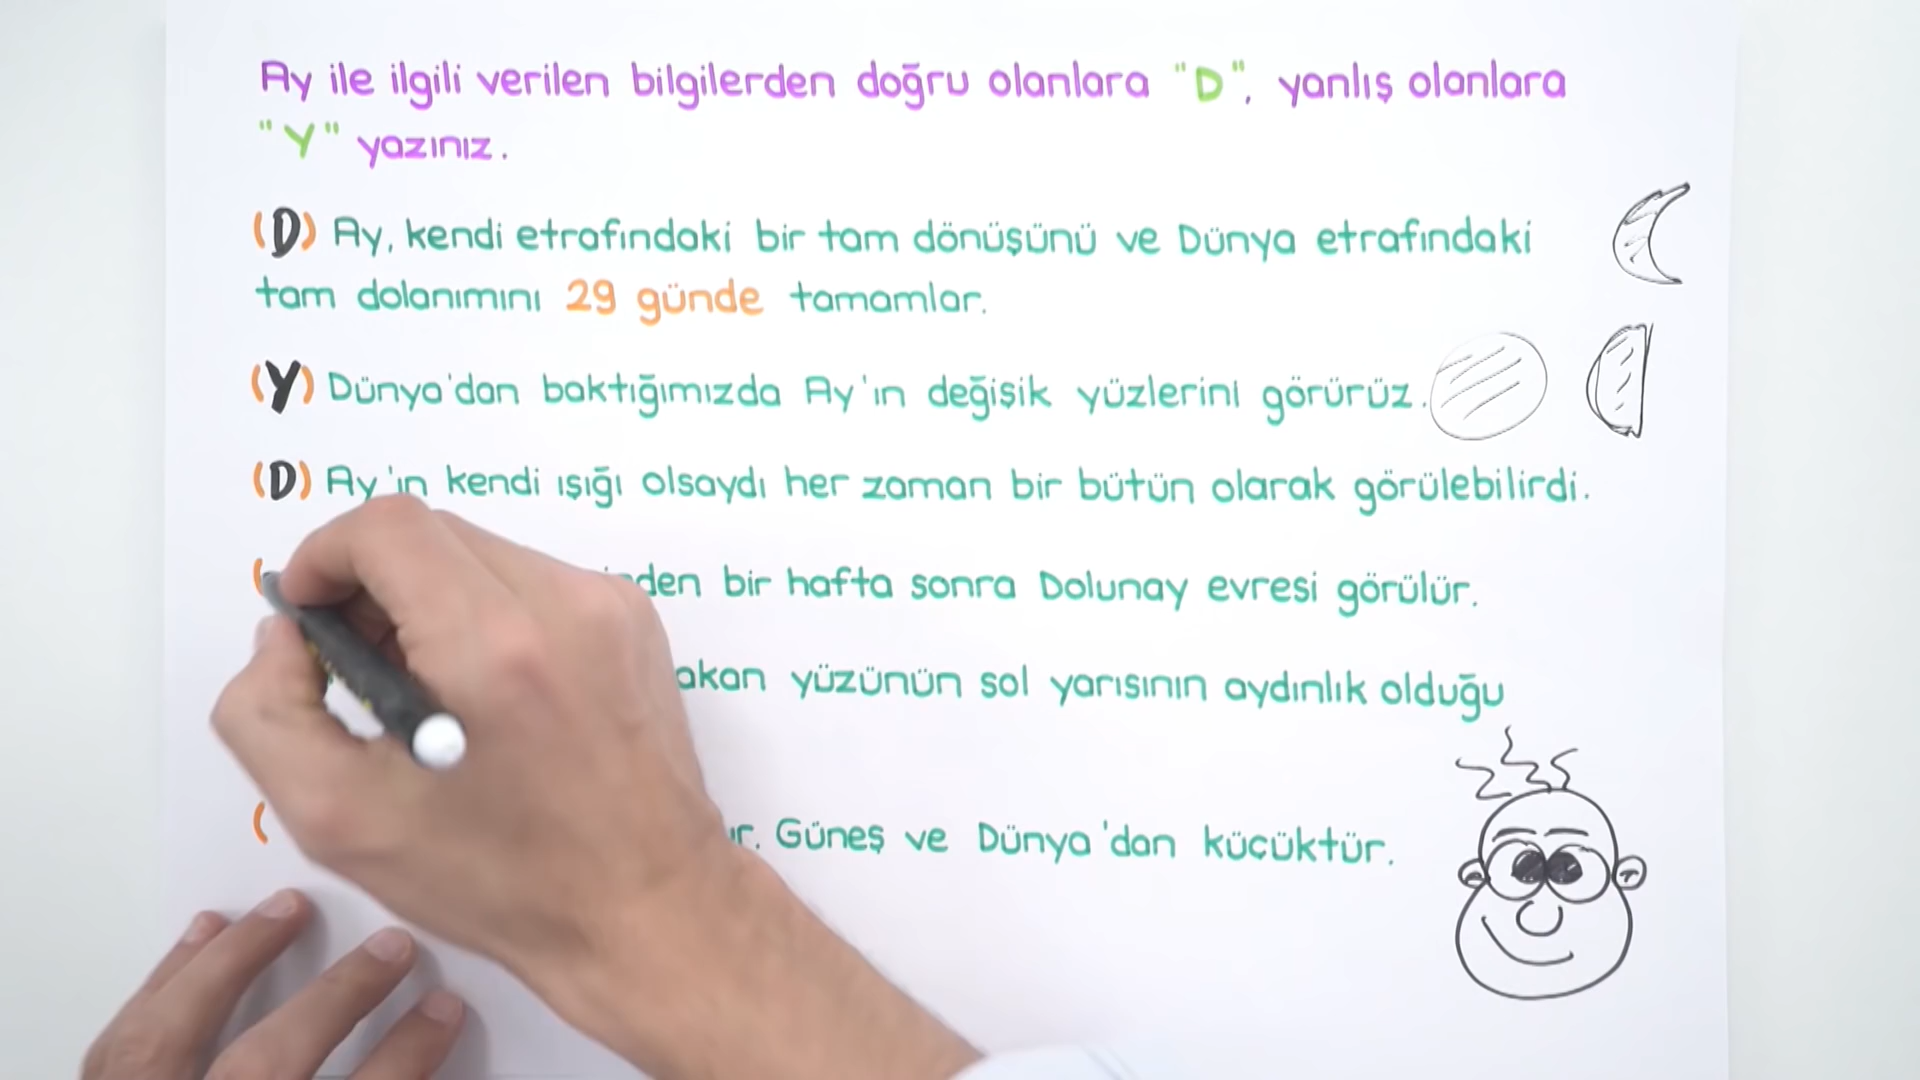 Ay ile ilgili verilen bilgilerden doğru olanlara "D", yanlış olanlara
"Y" yazınız.
(D) Ay, kendi etrafındaki bir tam dönüşünü ve Dünya etrafındaki
tam dolanımını 29 günde tamamlar.
(Y) Dünya'dan baktığımızda Ay'ın değişik yüzlerini görürüz.
(D) Ay'ın kendi ışığı olsaydı her zaman bir bütün olarak görülebilirdi.
( bir hafta sonra Dolunay evresi görülür.
yüzünün sol yarısının aydınlık olduğu
( Güneş ve Dünya'dan küçüktür.